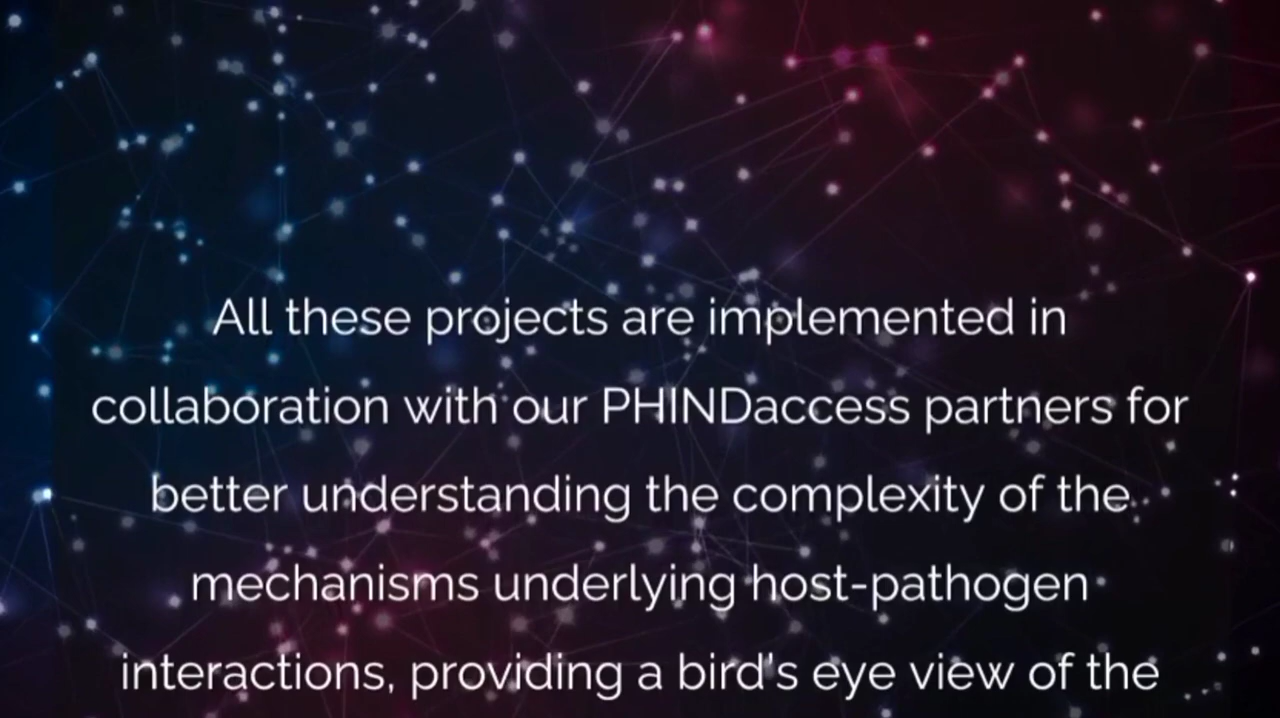 All these projects are implemented in
collaboration with our PHINDaccess partners for
better understanding the complexity of the
mechanisms underlying host-pathogen
interactions, providing a bird's eye view of the